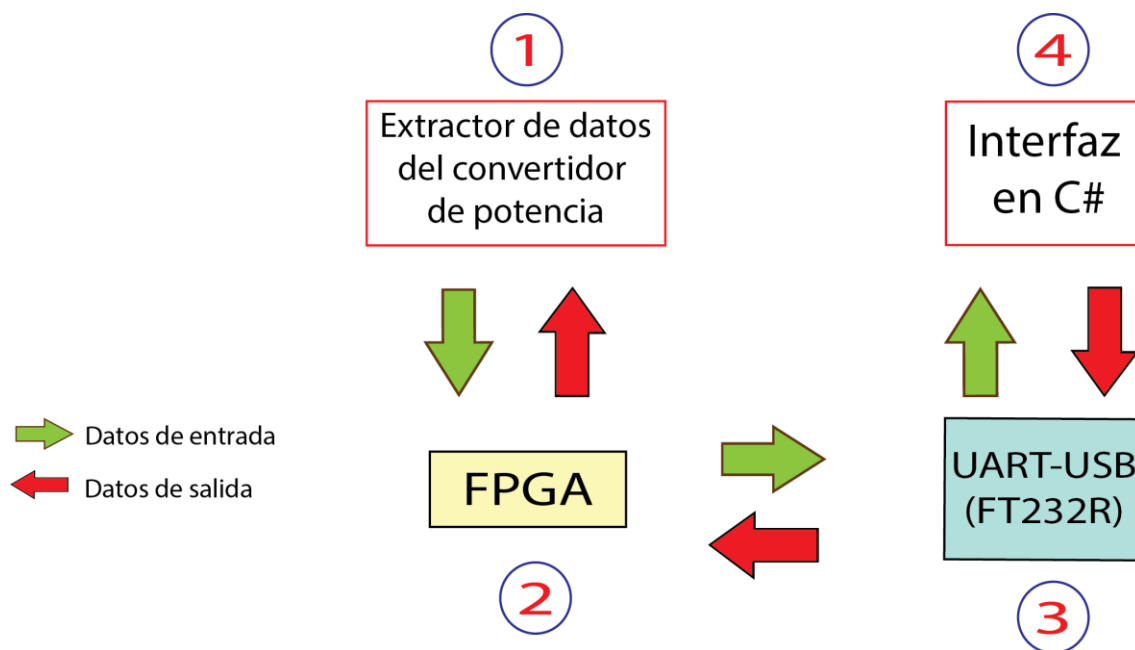 1
4
Extractor de datos
del convertidor
de potencia
Interfaz
en C#
Datos de entrada
Datos de salida
FPGA
UART-USB
(FT232R)
2
3